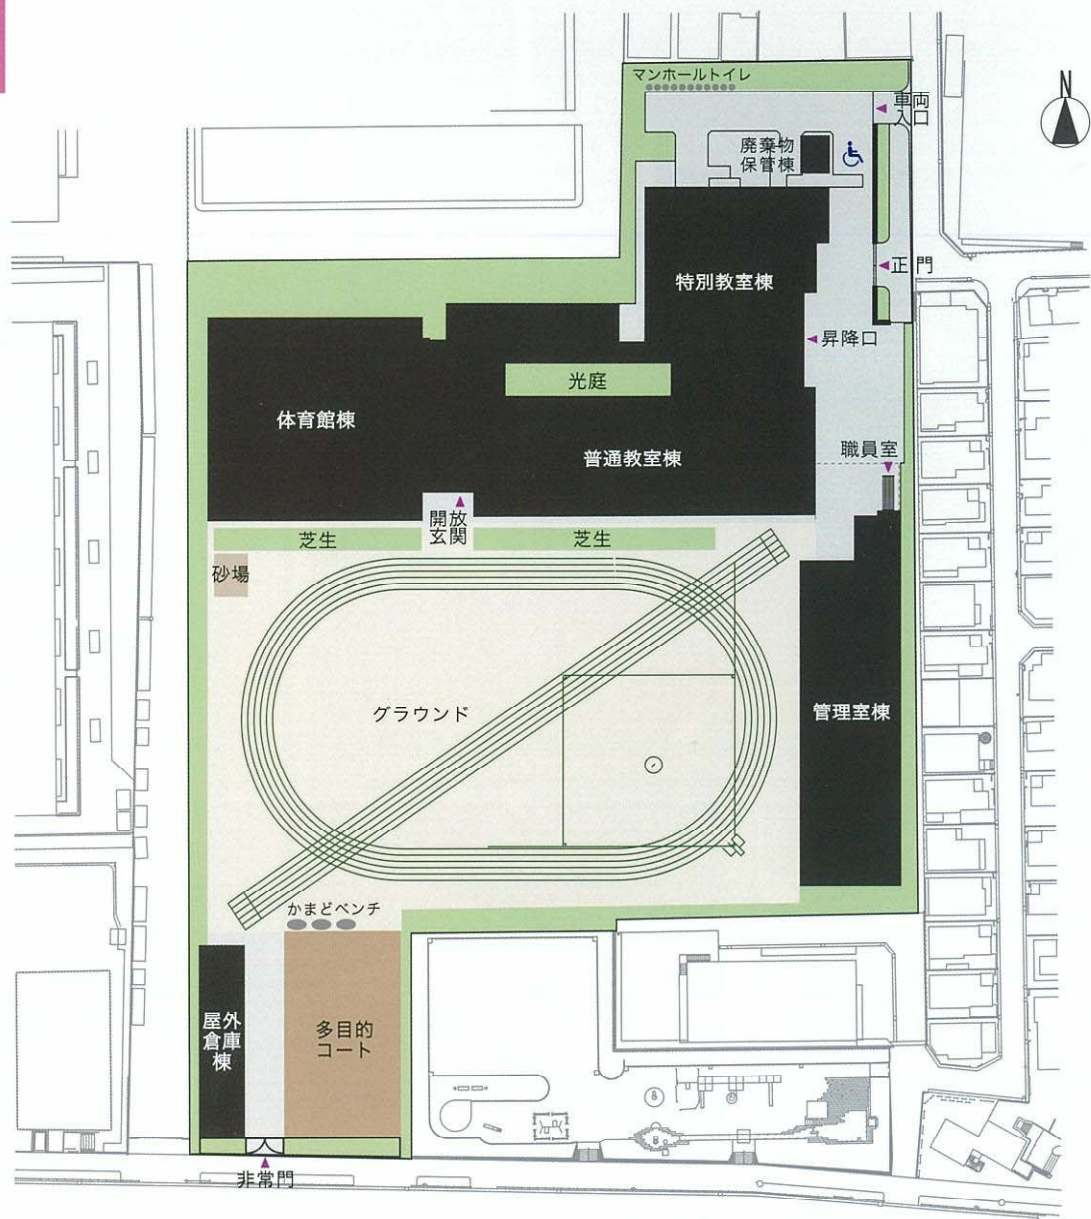 マンホールトイレ
N
車両
入口
廃棄物
保管棟
正門
特別教室棟
昇降口
光庭
体育館棟
普通教室棟
職員室
開放
玄関
芝生
芝生
砂場
グラウンド
管理室棟
かまどベンチ
屋外
倉庫
棟
多目的
コート
非常門